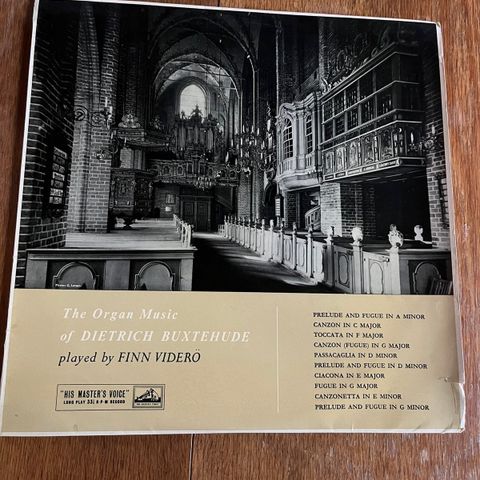 The Organ Music
of DIETRICH BUXTEHUDE
played by FINN VIDERÖ
"HIS MASTER'S VOICE"
LONG PLAY 33⅓ R·P·M RECORD
PRELUDE AND FUGUE IN A MINOR
CANZON IN C MAJOR
TOCCATA IN F MAJOR
CANZON (FUGUE) IN G MAJOR
PASSACAGLIA IN D MINOR
PRELUDE AND FUGUE IN D MINOR
CIACONA IN E MAJOR
FUGUE IN G MAJOR
CANZONETTA IN E MINOR
PRELUDE AND FUGUE IN G MINOR